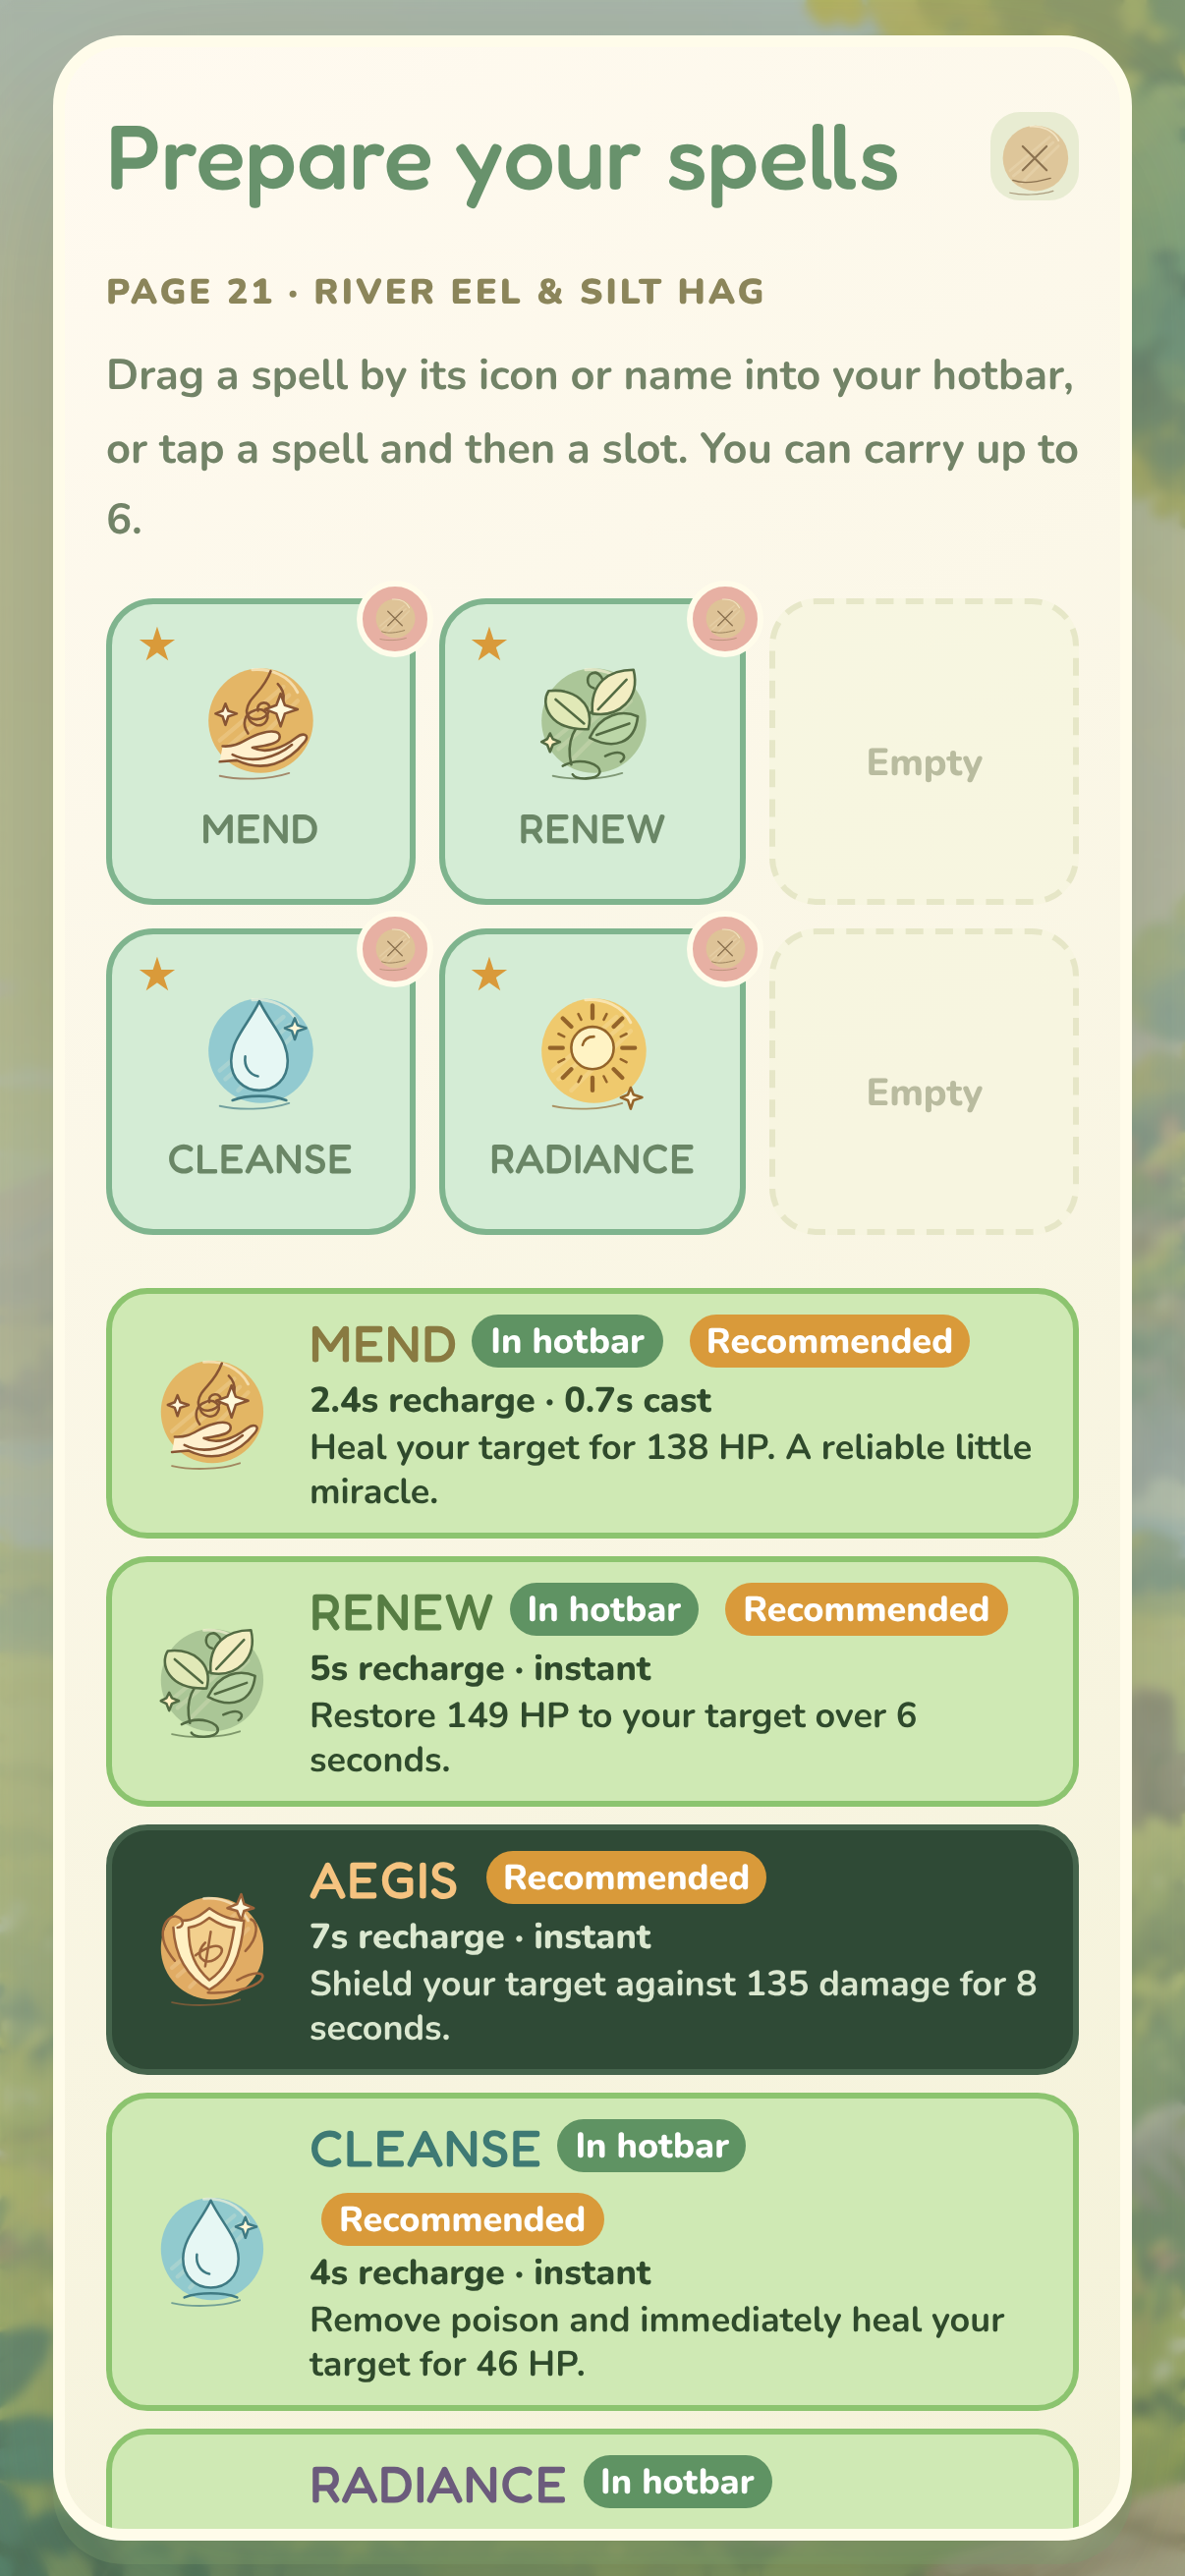 Prepare your spells
PAGE 21 · RIVER EEL & SILT HAG
Drag a spell by its icon or name into your hotbar,
or tap a spell and then a slot. You can carry up to
6.
MEND
RENEW
Empty
CLEANSE
RADIANCE
Empty
MEND In hotbar Recommended
2.4s recharge · 0.7s cast
Heal your target for 138 HP. A reliable little
miracle.
RENEW In hotbar Recommended
5s recharge · instant
Restore 149 HP to your target over 6
seconds.
AEGIS Recommended
7s recharge · instant
Shield your target against 135 damage for 8
seconds.
CLEANSE In hotbar
Recommended
4s recharge · instant
Remove poison and immediately heal your
target for 46 HP.
RADIANCE In hotbar